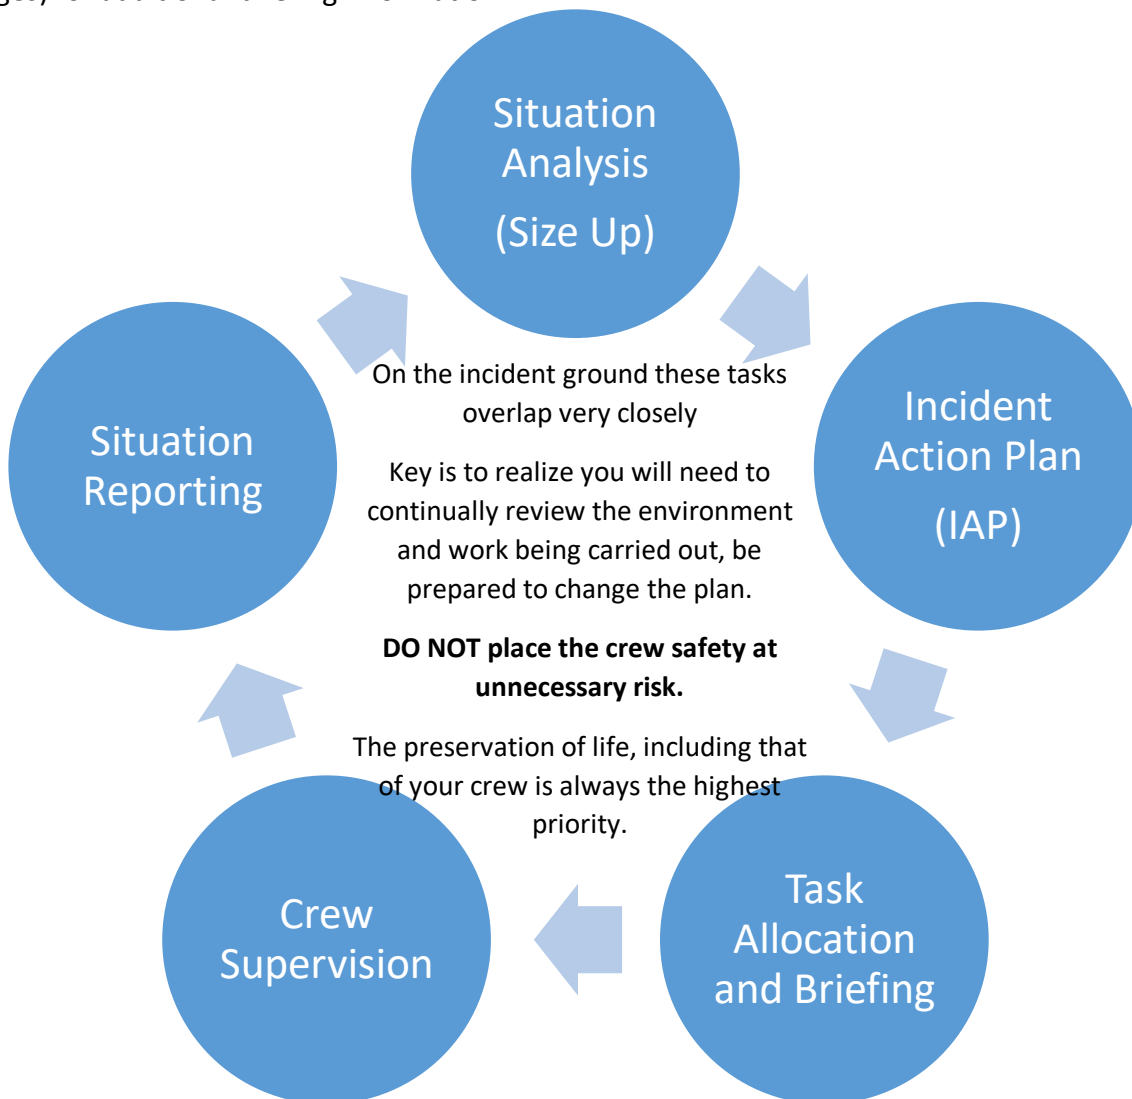 Situation
Analysis
(Size Up)
On the incident ground these tasks
overlap very closely
Incident
Action Plan
(IAP)
Situation
Reporting
Key is to realize you will need to
continually review the environment
and work being carried out, be
prepared to change the plan.
DO NOT place the crew safety at
unnecessary risk.
The preservation of life, including that
of your crew is always the highest
priority.
Task
Allocation
and Briefing
Crew
Supervision